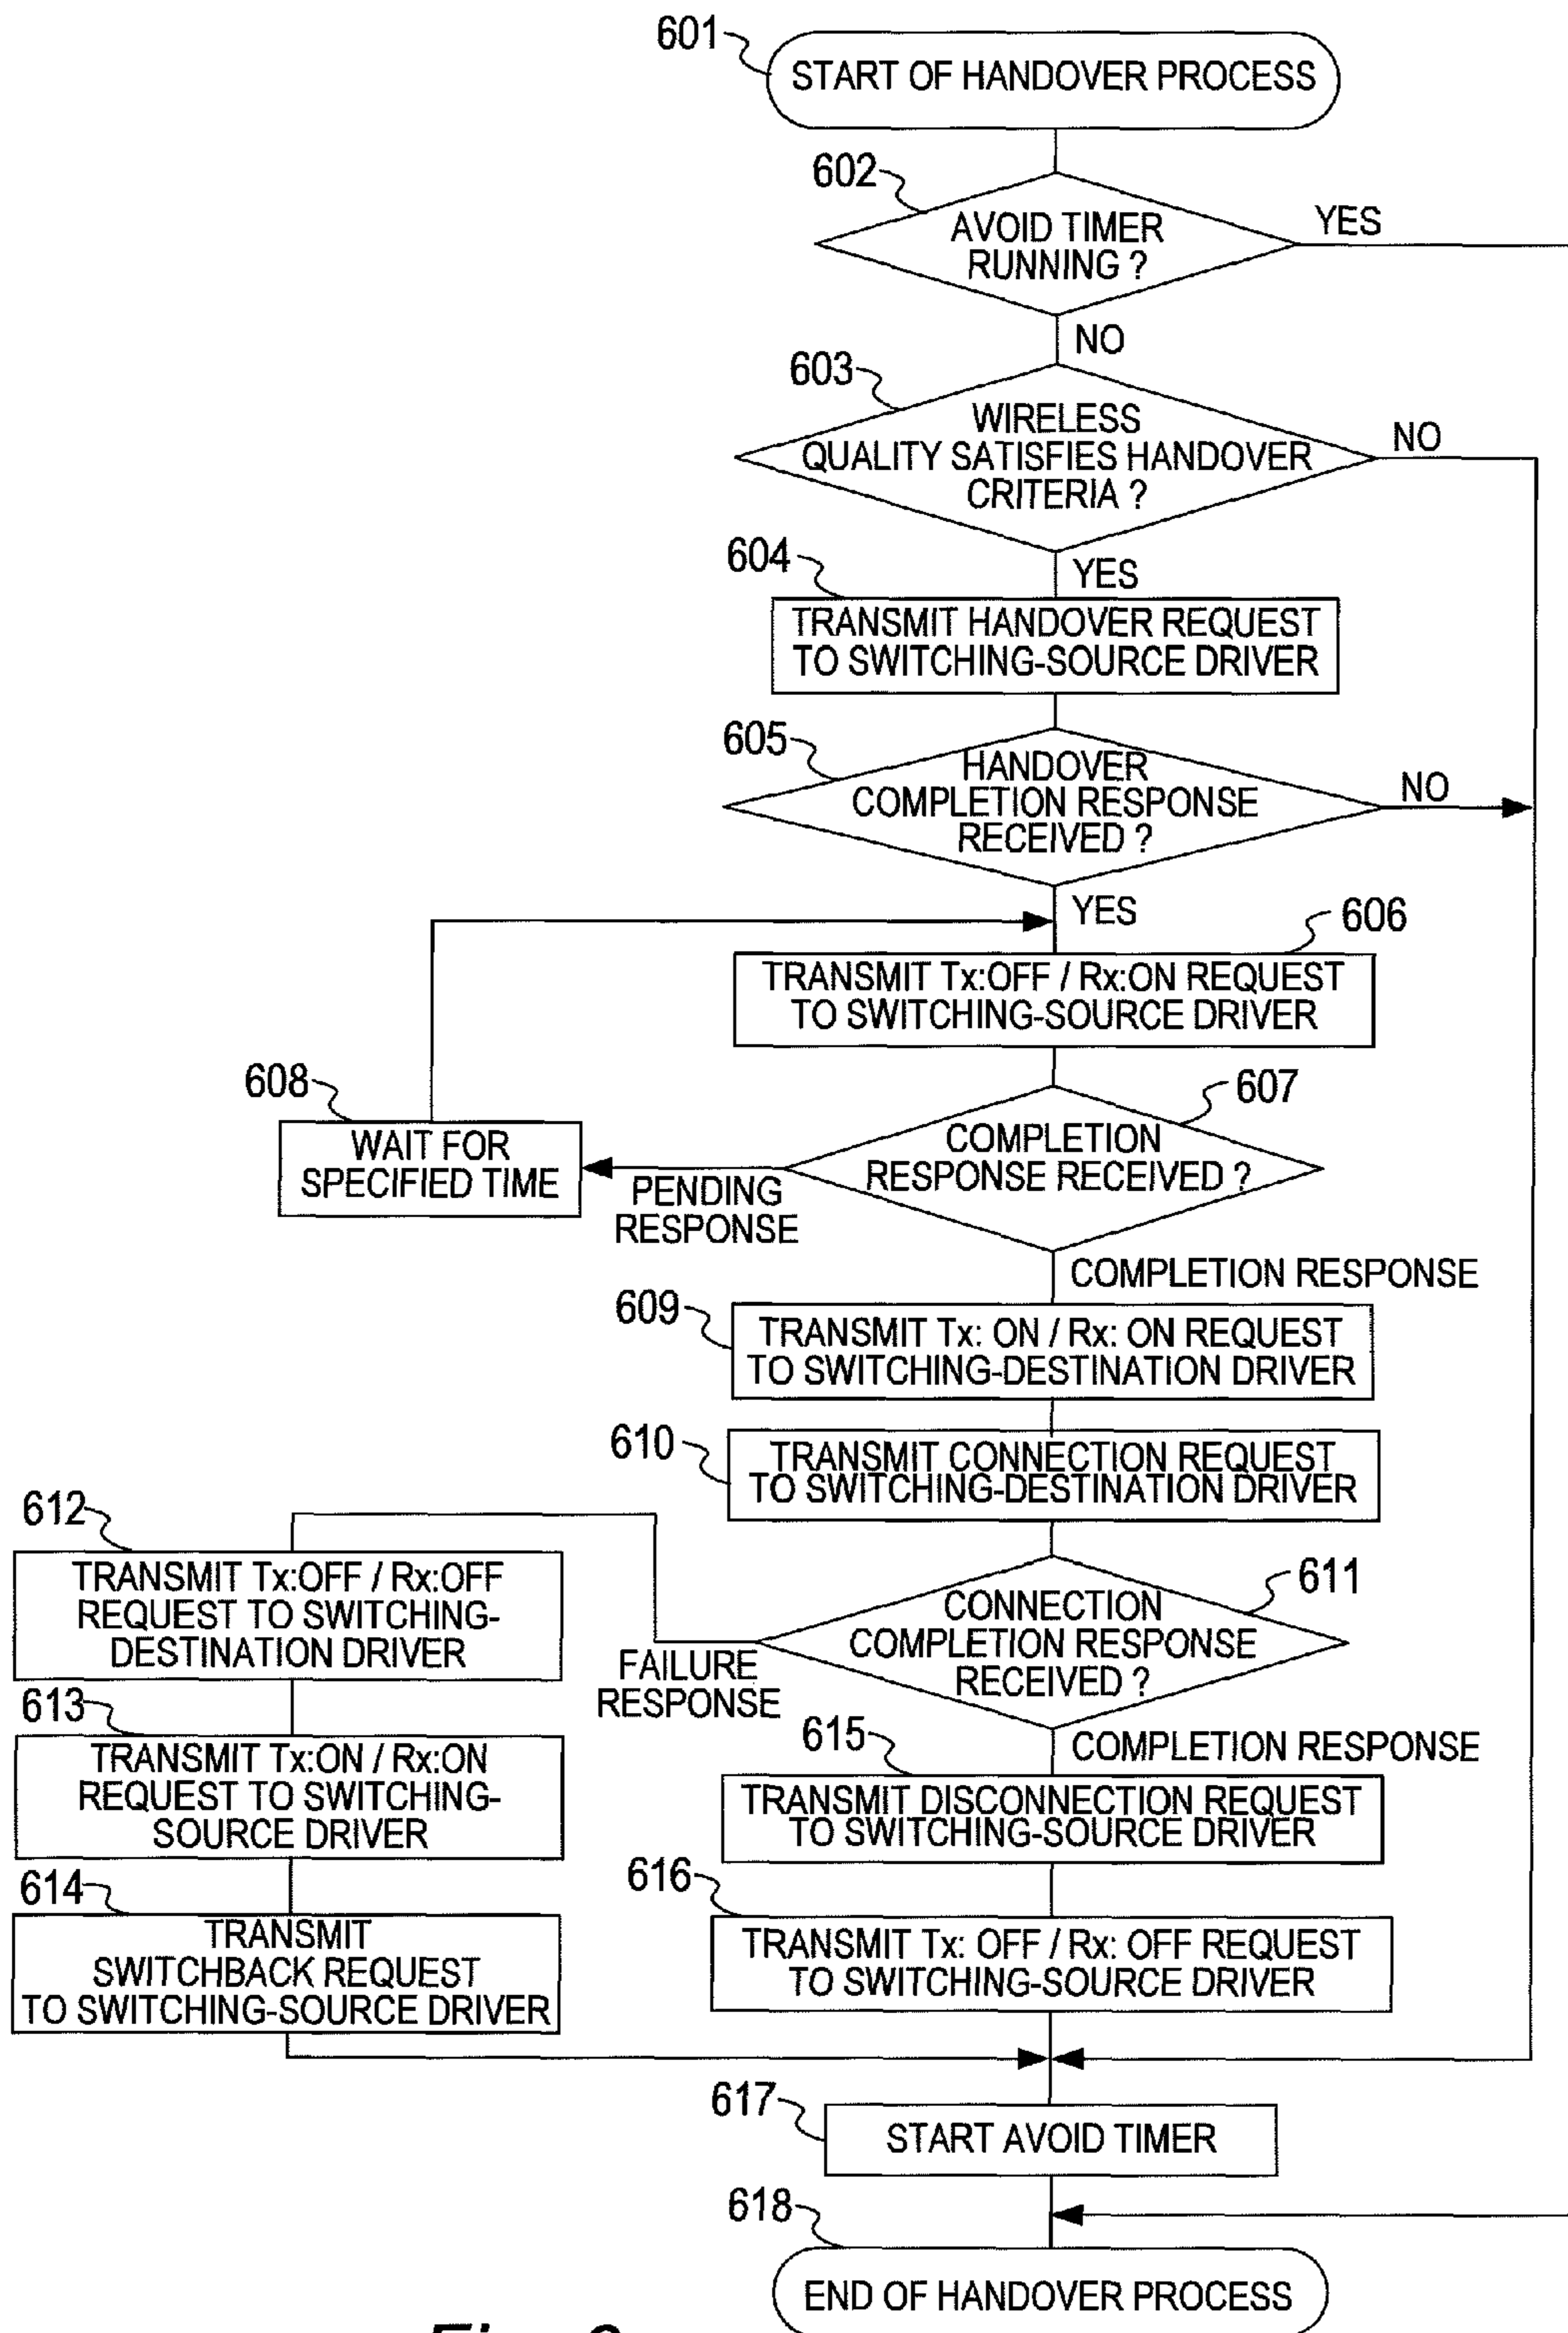 601
START OF HANDOVER PROCESS
602
AVOID TIMER
RUNNING ?
YES
NO
603
WIRELESS
QUALITY SATISFIES HANDOVER
CRITERIA ?
NO
YES
604
TRANSMIT HANDOVER REQUEST
TO SWITCHING-SOURCE DRIVER
605
HANDOVER
COMPLETION RESPONSE
RECEIVED ?
NO
YES
606
TRANSMIT Tx:OFF / Rx:ON REQUEST
TO SWITCHING-SOURCE DRIVER
607
COMPLETION
RESPONSE RECEIVED ?
608
WAIT FOR
SPECIFIED TIME
PENDING
RESPONSE
COMPLETION RESPONSE
609
TRANSMIT Tx: ON / Rx: ON REQUEST
TO SWITCHING-DESTINATION DRIVER
610
TRANSMIT CONNECTION REQUEST
TO SWITCHING-DESTINATION DRIVER
611
CONNECTION
COMPLETION RESPONSE
RECEIVED ?
FAILURE
RESPONSE
COMPLETION RESPONSE
612
TRANSMIT Tx:OFF / Rx:OFF
REQUEST TO SWITCHING-
DESTINATION DRIVER
613
TRANSMIT Tx:ON / Rx:ON
REQUEST TO SWITCHING-
SOURCE DRIVER
614
TRANSMIT
SWITCHBACK REQUEST
TO SWITCHING-SOURCE DRIVER
615
TRANSMIT DISCONNECTION REQUEST
TO SWITCHING-SOURCE DRIVER
616
TRANSMIT Tx: OFF / Rx: OFF REQUEST
TO SWITCHING-SOURCE DRIVER
617
START AVOID TIMER
618
END OF HANDOVER PROCESS